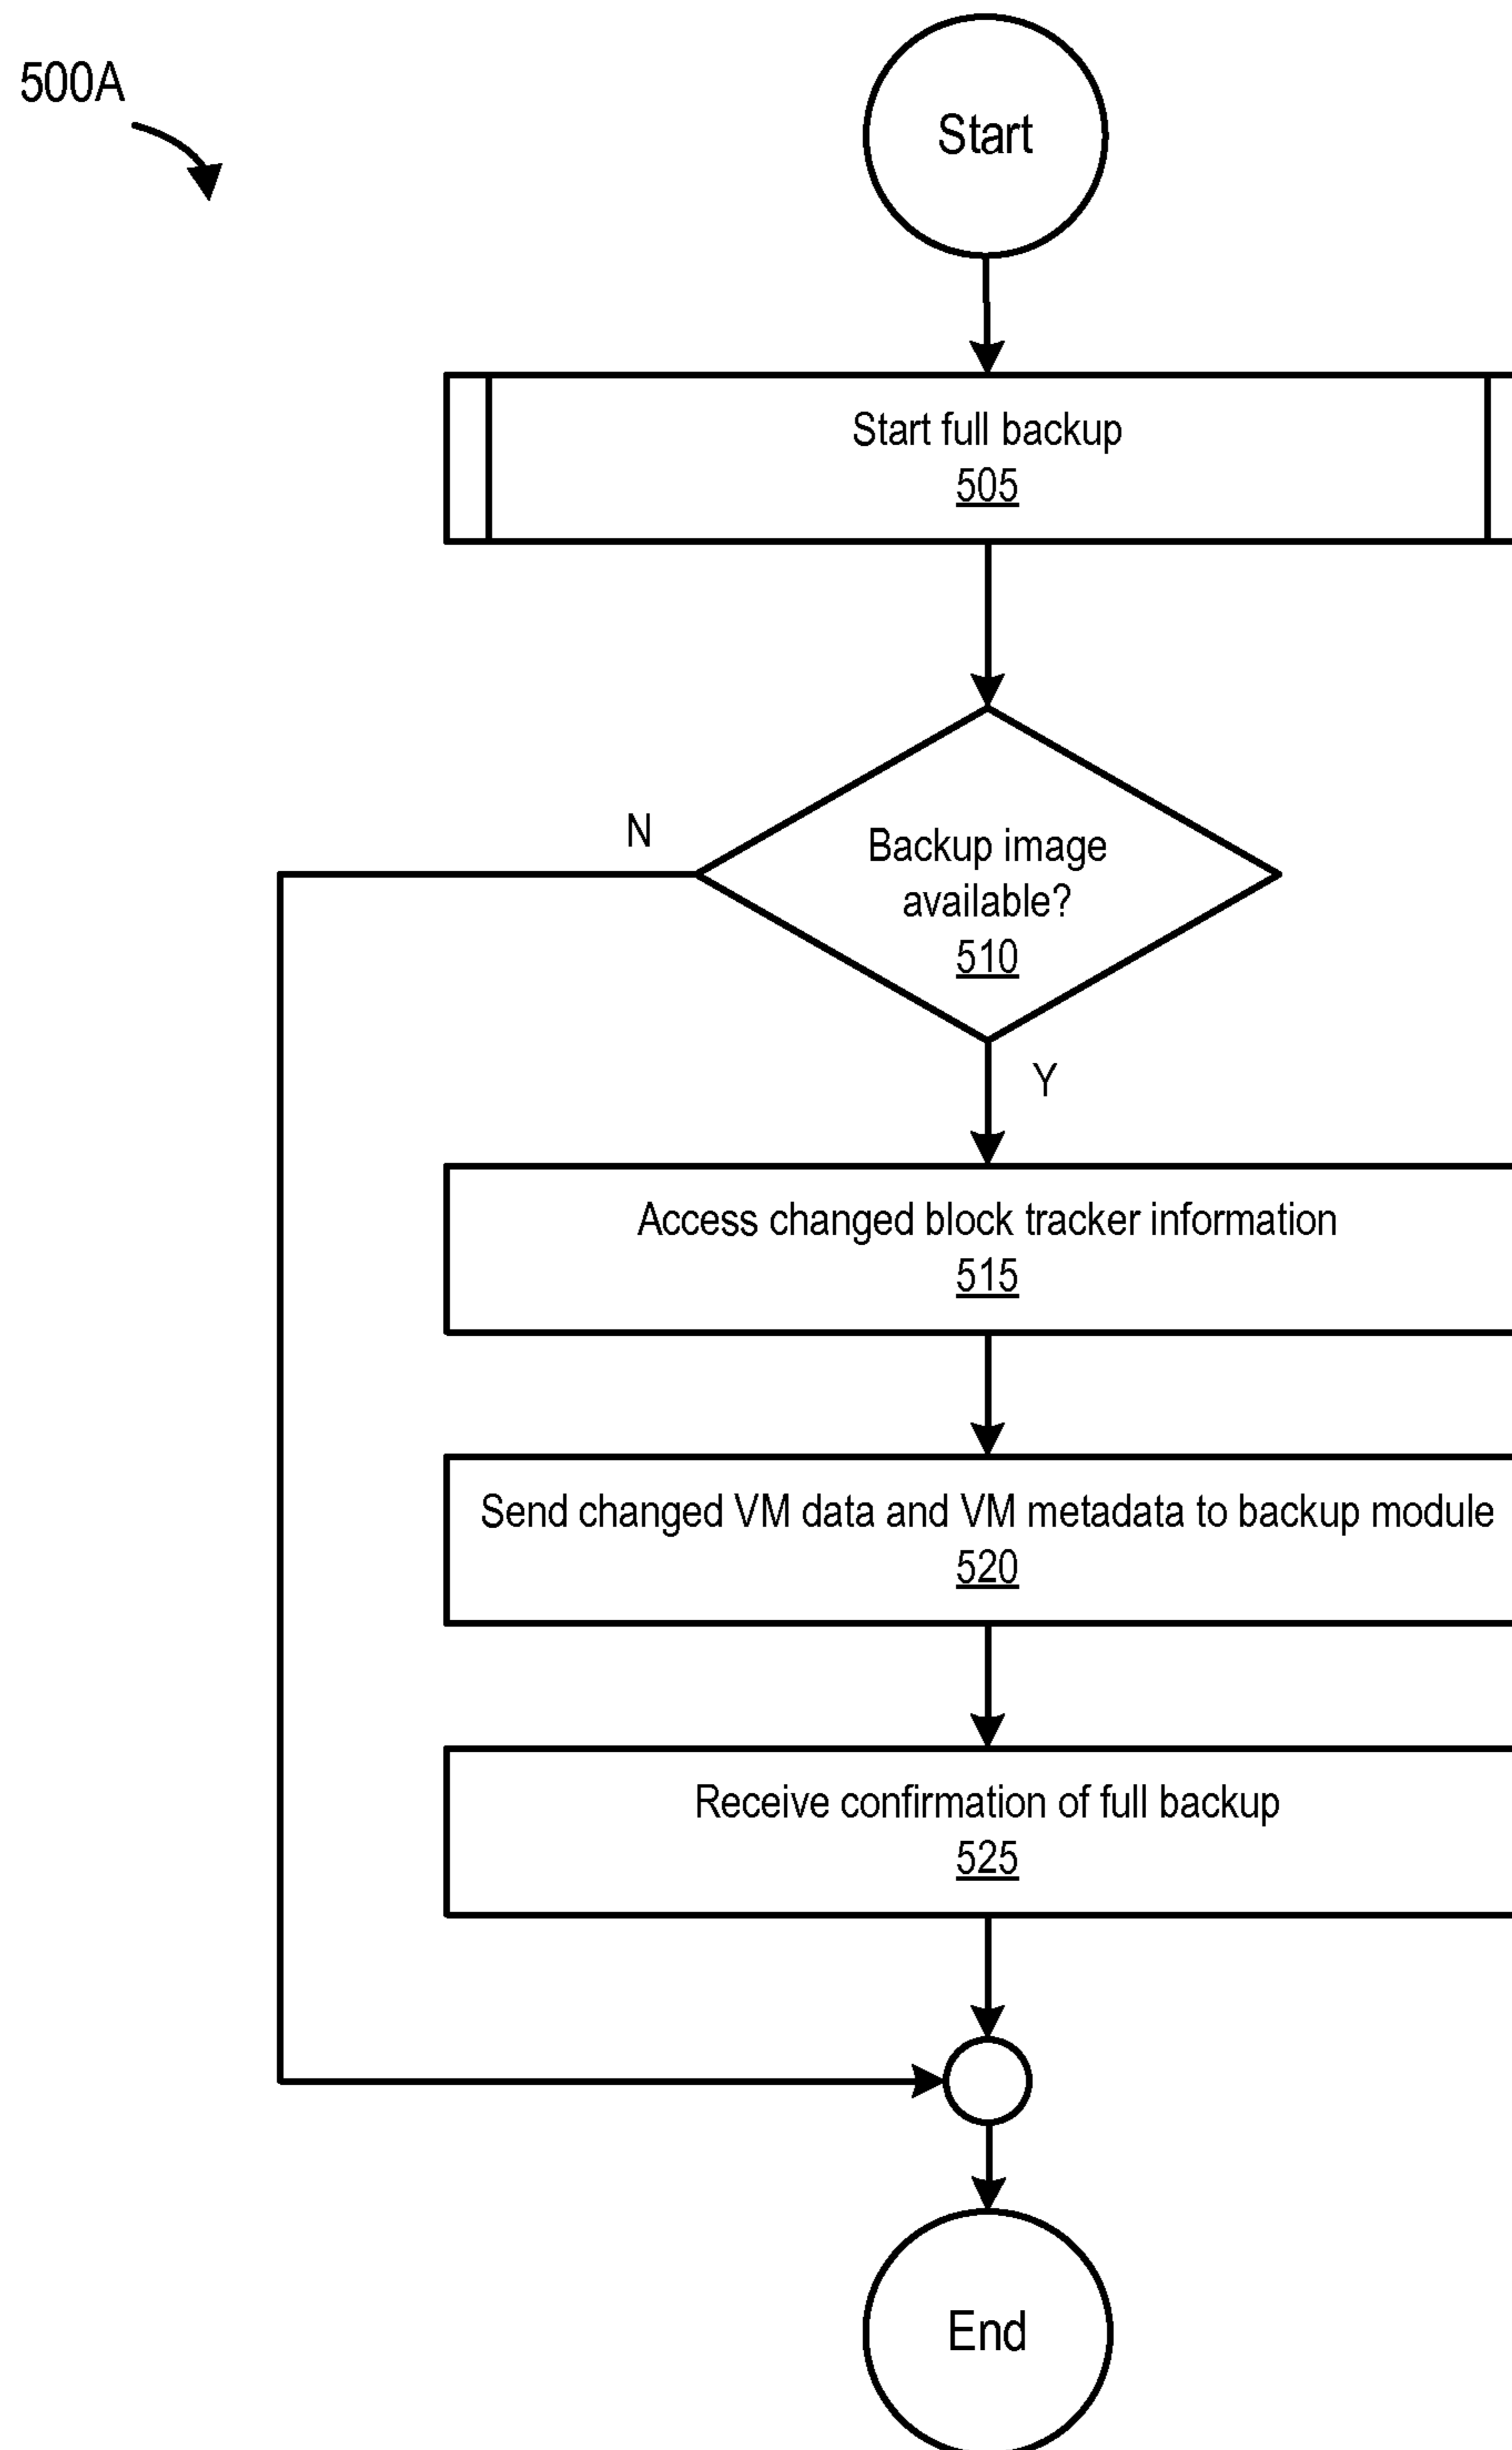 500A
Start
Start full backup
505
Backup image
available?
510
N
Y
Access changed block tracker information
515
Send changed VM data and VM metadata to backup module
520
Receive confirmation of full backup
525
End